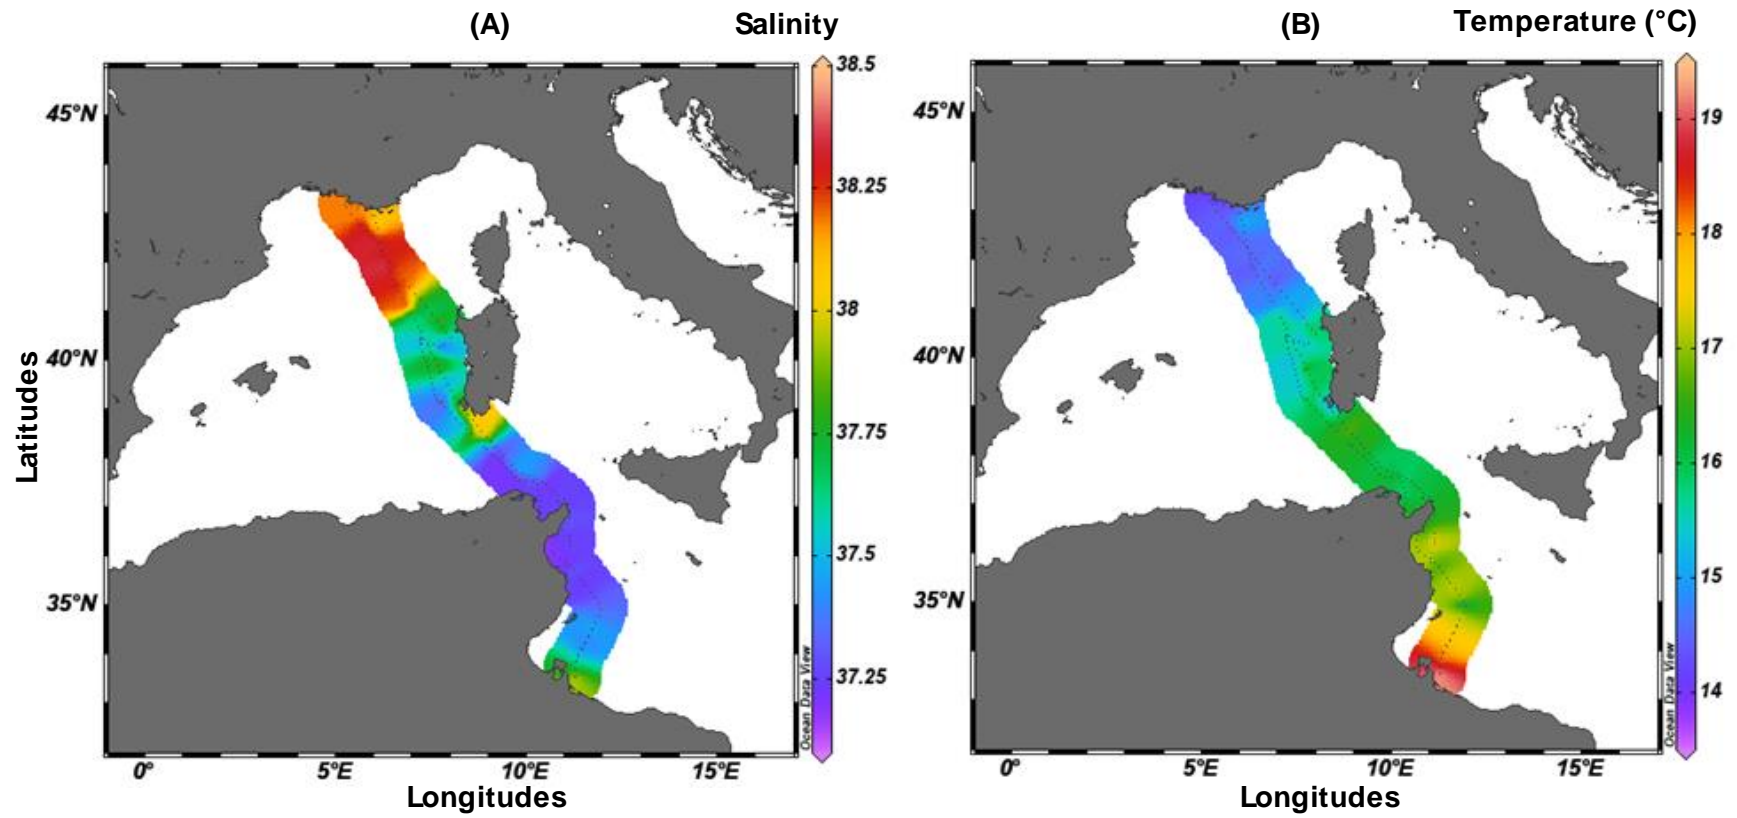 (A)
Salinity
(B)
Temperature (°C)
38.5
38.25
38
37.75
37.5
37.25
45°N
40°N
35°N
Latitudes
0°
5°E
10°E
15°E
Longitudes
Ocean Data View
19
18
17
16
15
14
45°N
40°N
35°N
0°
5°E
10°E
15°E
Longitudes
Ocean Data View